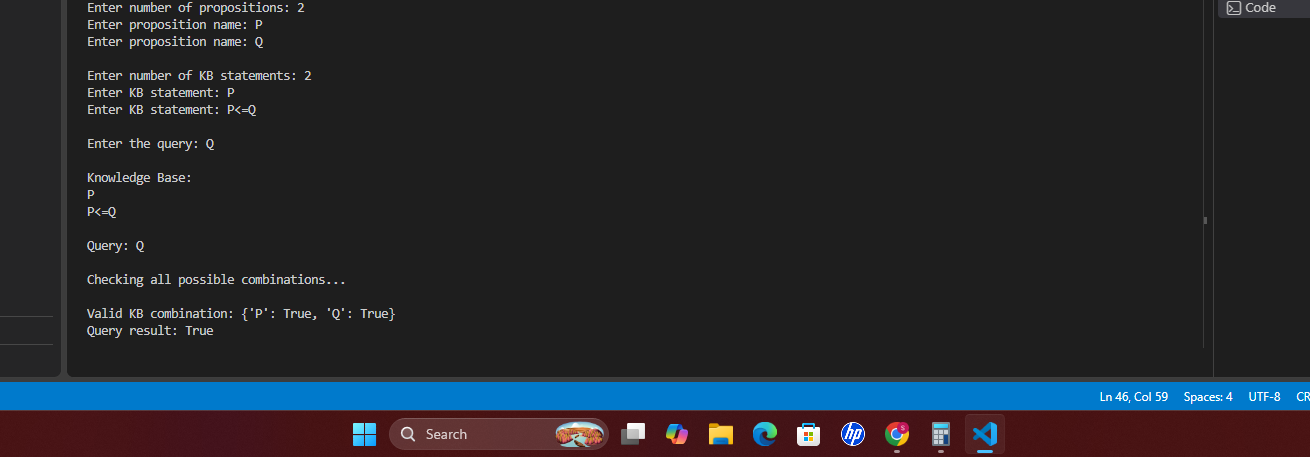 Enter number of propositions: 2
Code
Enter proposition name: P
Enter proposition name: Q
Enter number of KB statements: 2
Enter KB statement: P
Enter KB statement: P<=Q
Enter the query: Q
Knowledge Base:
P
P<=Q
Query: Q
Checking all possible combinations...
Valid KB combination: {'P': True, 'Q': True}
Query result: True
Ln 46, Col 59 Spaces: 4 UTF-8 CR
Search
hp